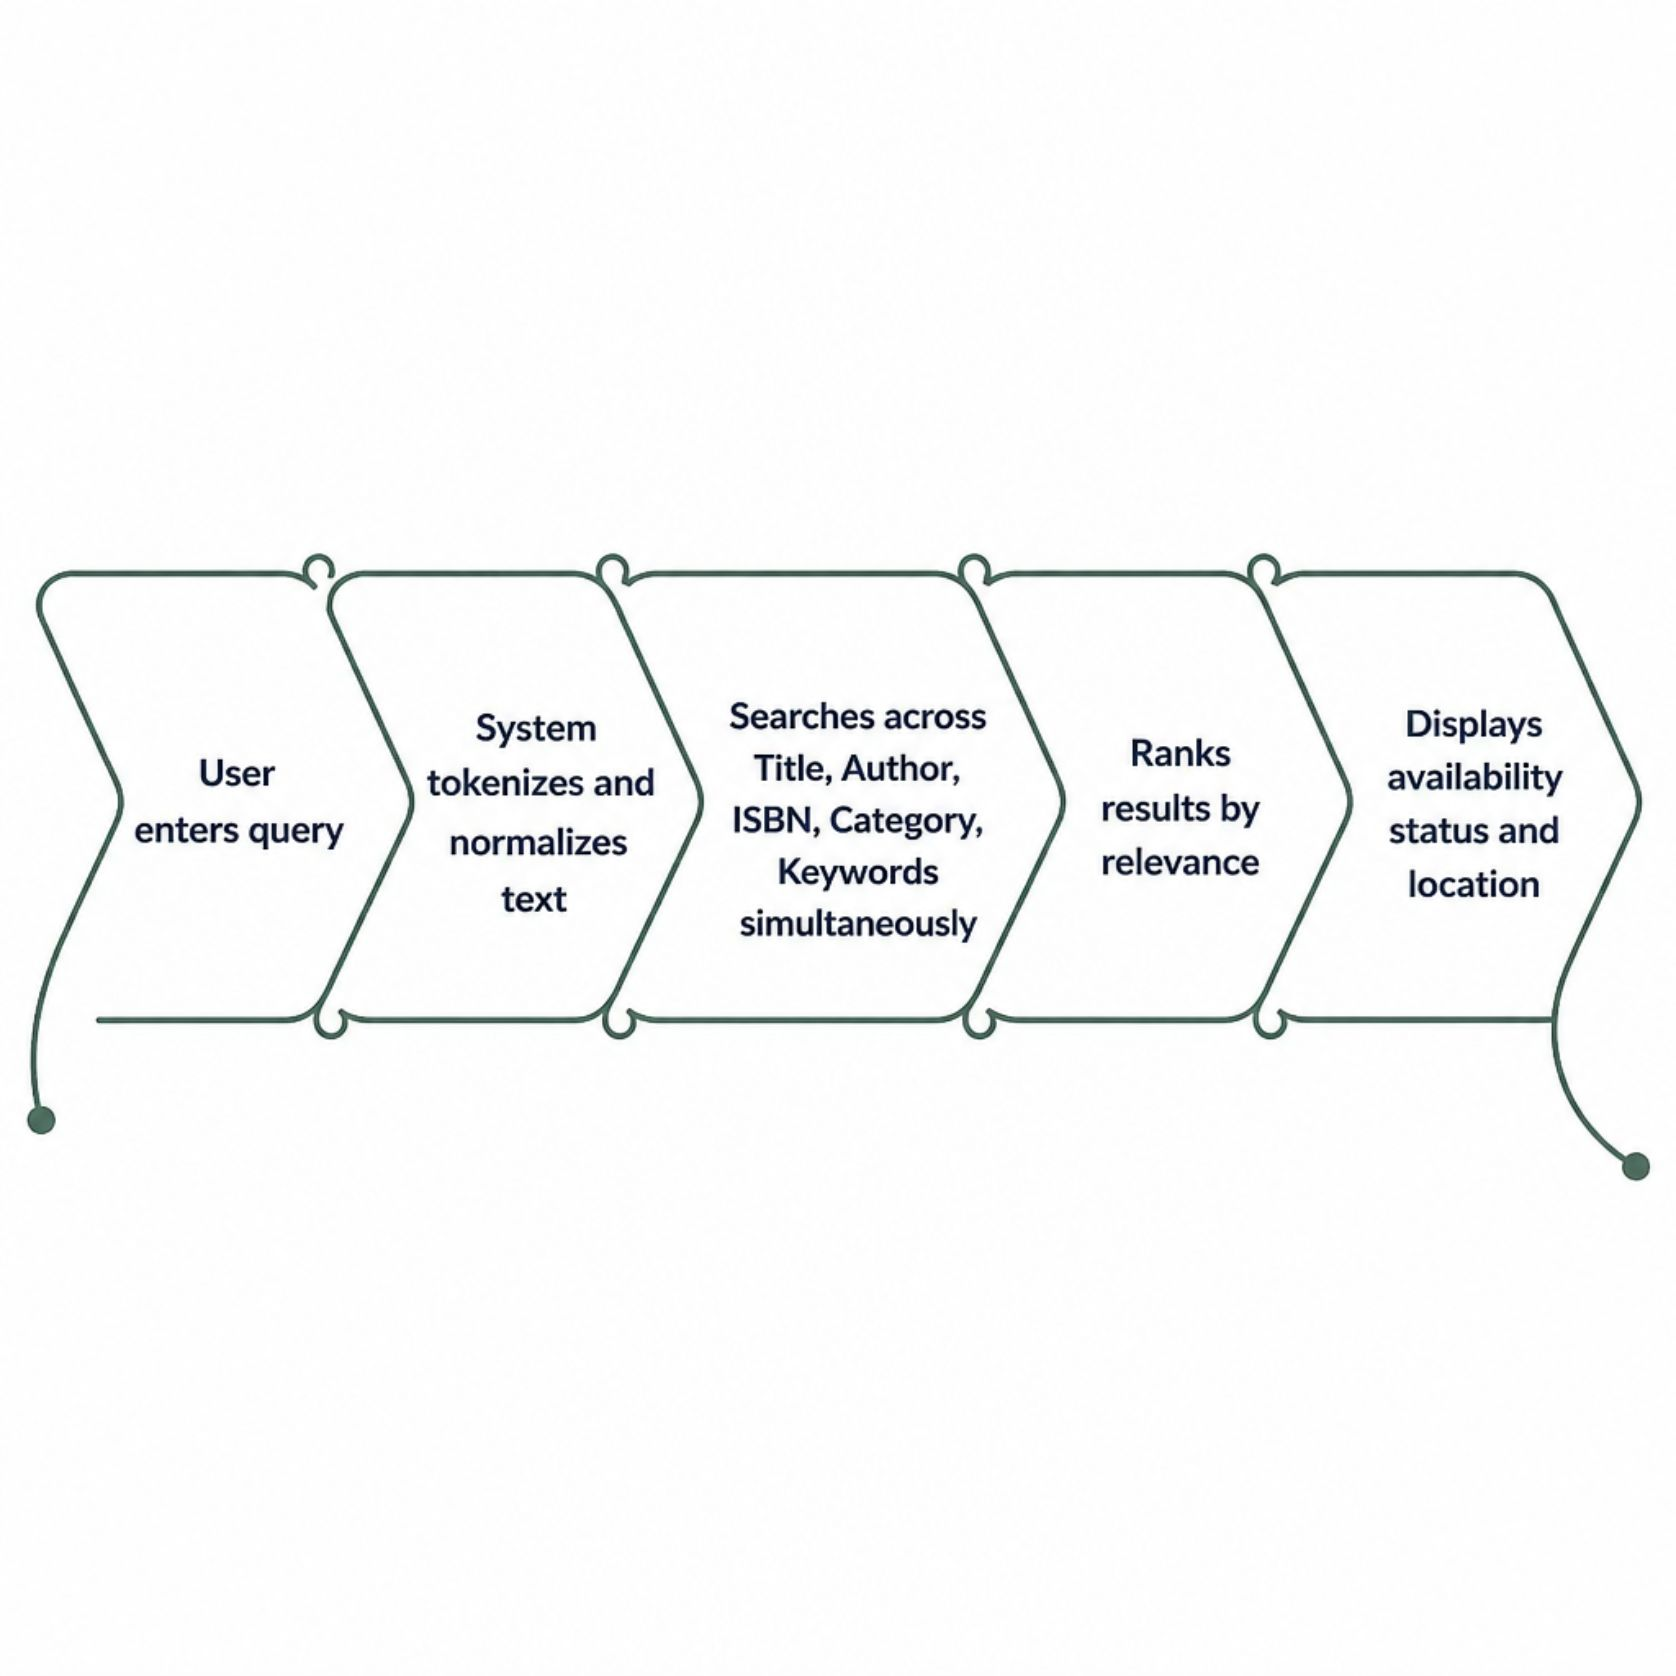 User
enters query
System
tokenizes and
normalizes
text
Searches across
Title, Author,
ISBN, Category,
Keywords
simultaneously
Ranks
results by
relevance
Displays
availability
status and
location